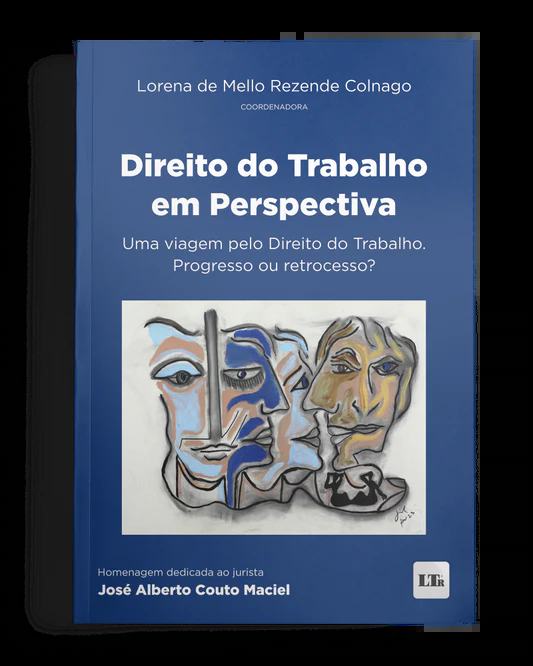 Lorena de Mello Rezende Colnago
COORDENADORA
Direito do Trabalho
em Perspectiva
Uma viagem pelo Direito do Trabalho.
Progresso ou retrocesso?
Homenagem dedicada ao jurista
José Alberto Couto Maciel
LTr